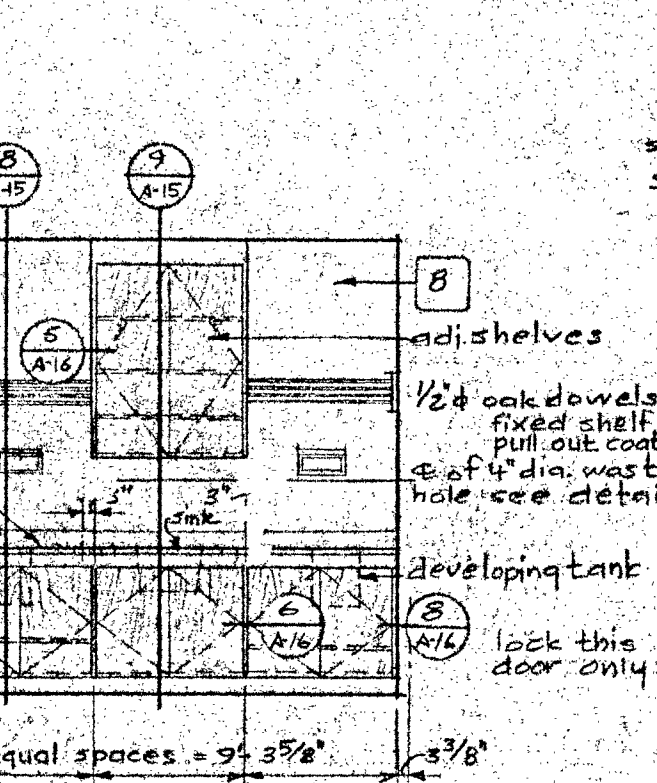 8
-15
9
A-15
8
5
A-16
adj. shelves
1/2"ϕ oak dowels
fixed shelf
pull out coat
℄ of 4" dia. wast
hole see detai
3"
3"
sink
developing tank
6
A-16
8
A-16
lock this
door only
qual spaces = 9'- 3 5/8"
3 3/8"